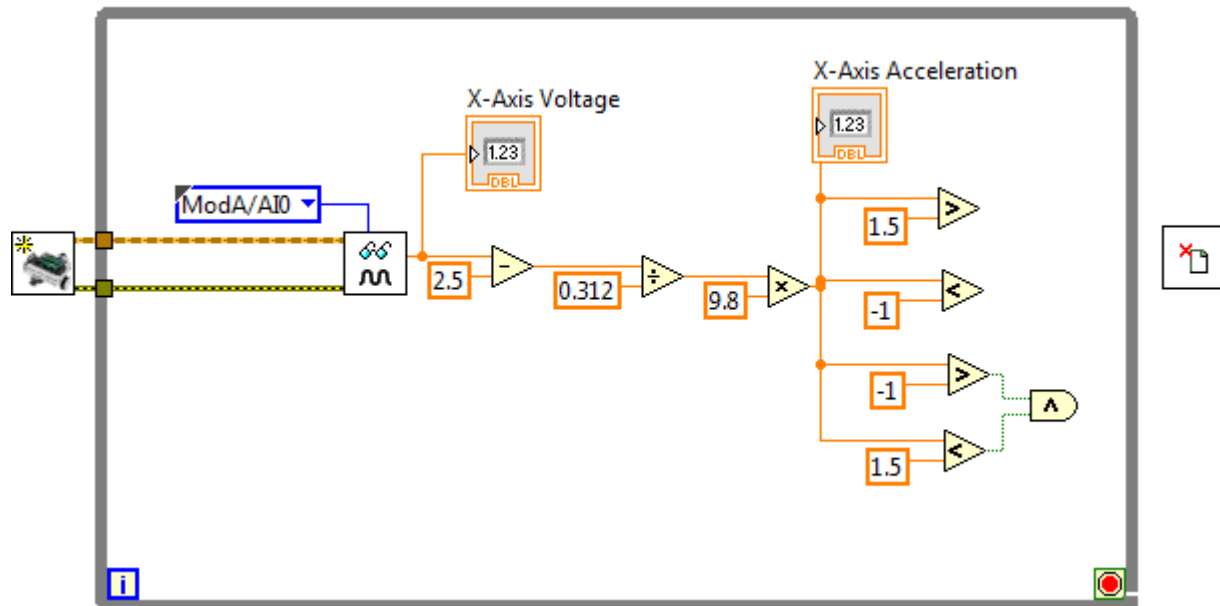 X-Axis Acceleration
X-Axis Voltage
1.23
DBL
1.23
DBL
ModA/AI0
2.5
0.312
9.8
1.5
-1
-1
1.5
i